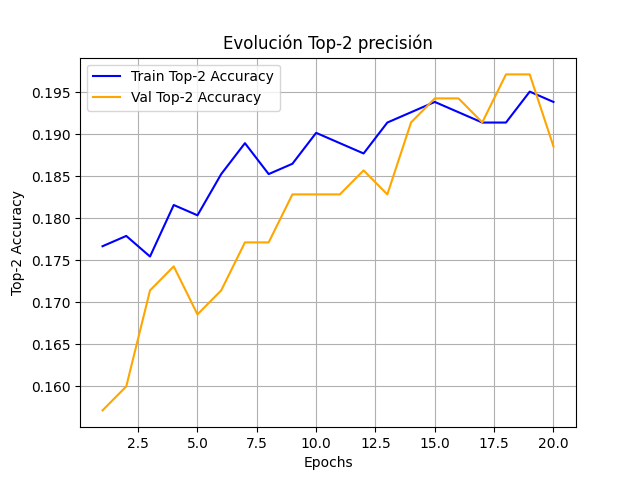 Evolución Top-2 precisión
Train Top-2 Accuracy
Val Top-2 Accuracy
Top-2 Accuracy
0.195
0.190
0.185
0.180
0.175
0.170
0.165
0.160
2.5 5.0 7.5 10.0 12.5 15.0 17.5 20.0
Epochs